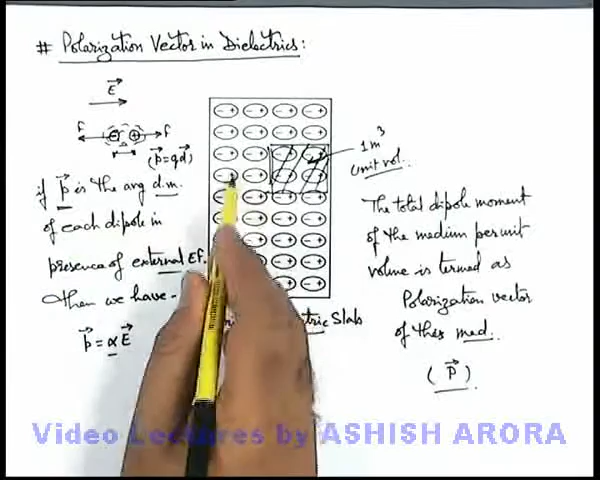 # Polarization Vector in Dielectrics:
E
F F
(p = qd)
if p is the avg d.m.
of each dipole in
presence of external EF.
then we have-
p = αE
1m³
unit vol.
The total dipole moment
of the medium per unit
volume is termed as
Polarization vector
of this med.
(P)
Slab
Video Lectures by ASHISH ARORA